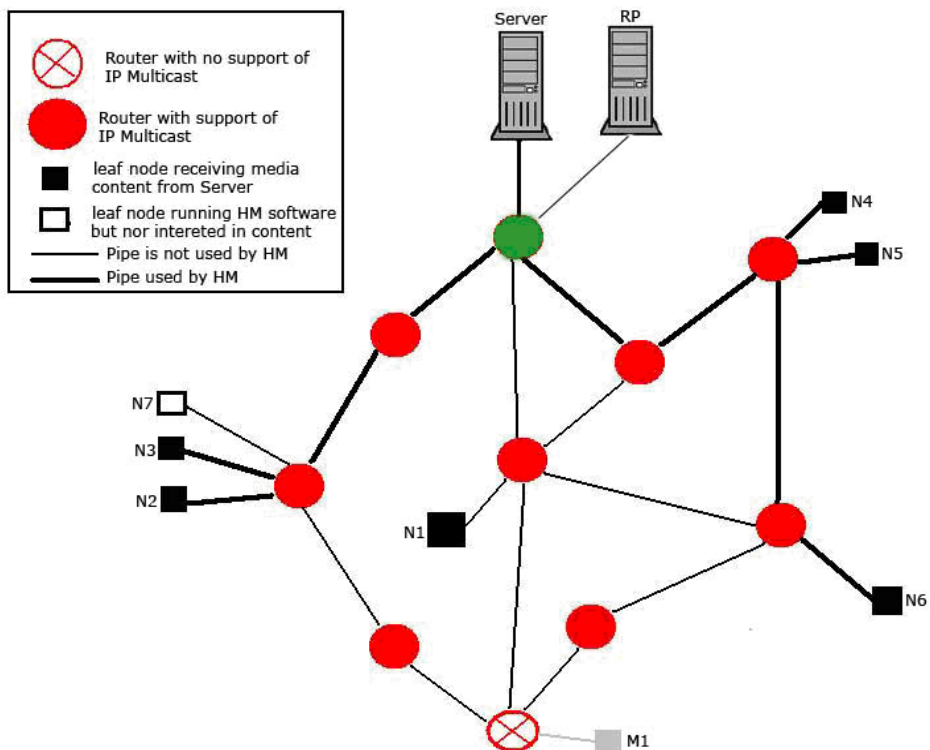 Server
RP
Router with no support of
IP Multicast
Router with support of
IP Multicast
leaf node receiving media
content from Server
leaf node running HM software
but nor intereted in content
Pipe is not used by HM
Pipe used by HM
N4
N5
N7
N3
N2
N1
N6
M1